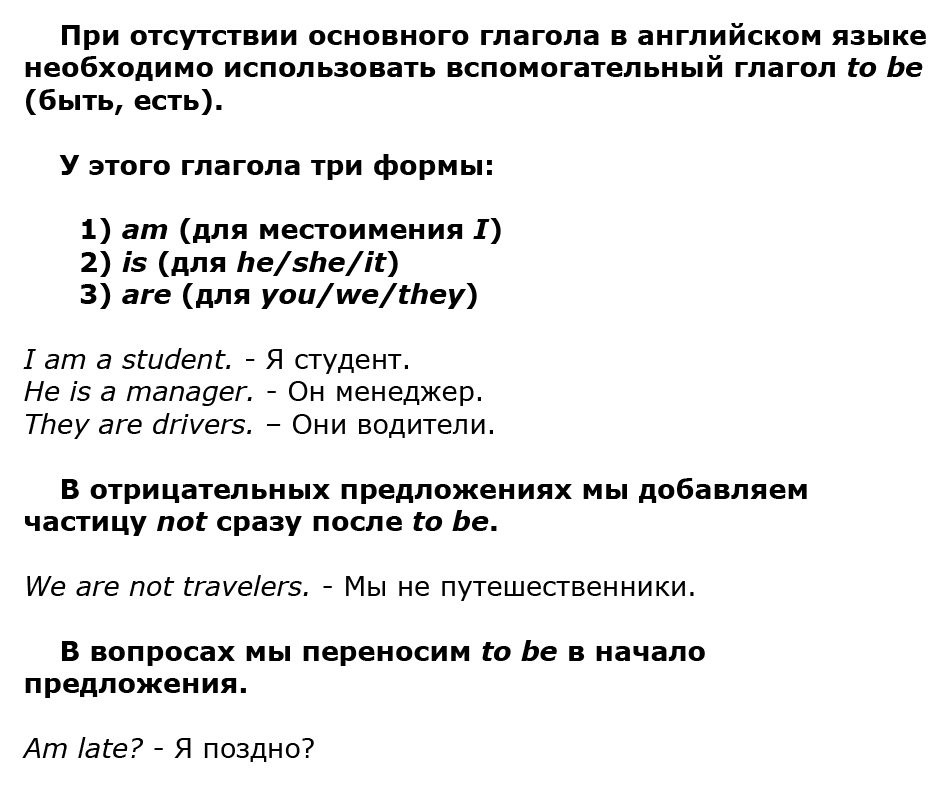 При отсутствии основного глагола в английском языке
необходимо использовать вспомогательный глагол to be
(быть, есть).
У этого глагола три формы:
1) am (для местоимения I)
2) is (для he/she/it)
3) are (для you/we/they)
I am a student. - Я студент.
He is a manager. - Он менеджер.
They are drivers. – Они водители.
В отрицательных предложениях мы добавляем
частицу not сразу после to be.
We are not travelers. - Мы не путешественники.
В вопросах мы переносим to be в начало
предложения.
Am late? - Я поздно?